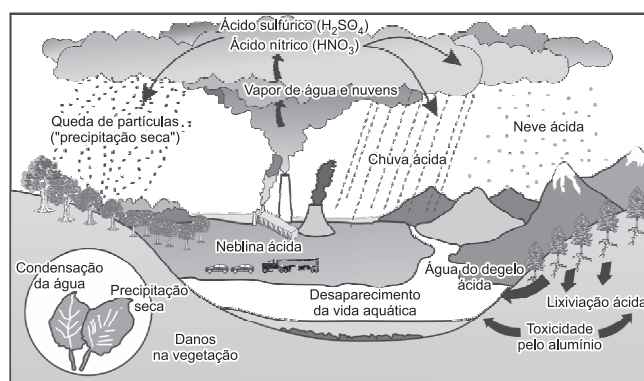 Ácido sulfúrico (H₂SO₄)
Ácido nítrico (HNO₃)
Vapor de água e nuvens
Queda de partículas
("precipitação seca")
Neve ácida
Chuva ácida
Neblina ácida
Condensação
da água
Precipitação
seca
Água do degelo
ácida
Desaparecimento
da vida aquática
Lixiviação ácida
Toxicidade
pelo alumínio
Danos
na vegetação